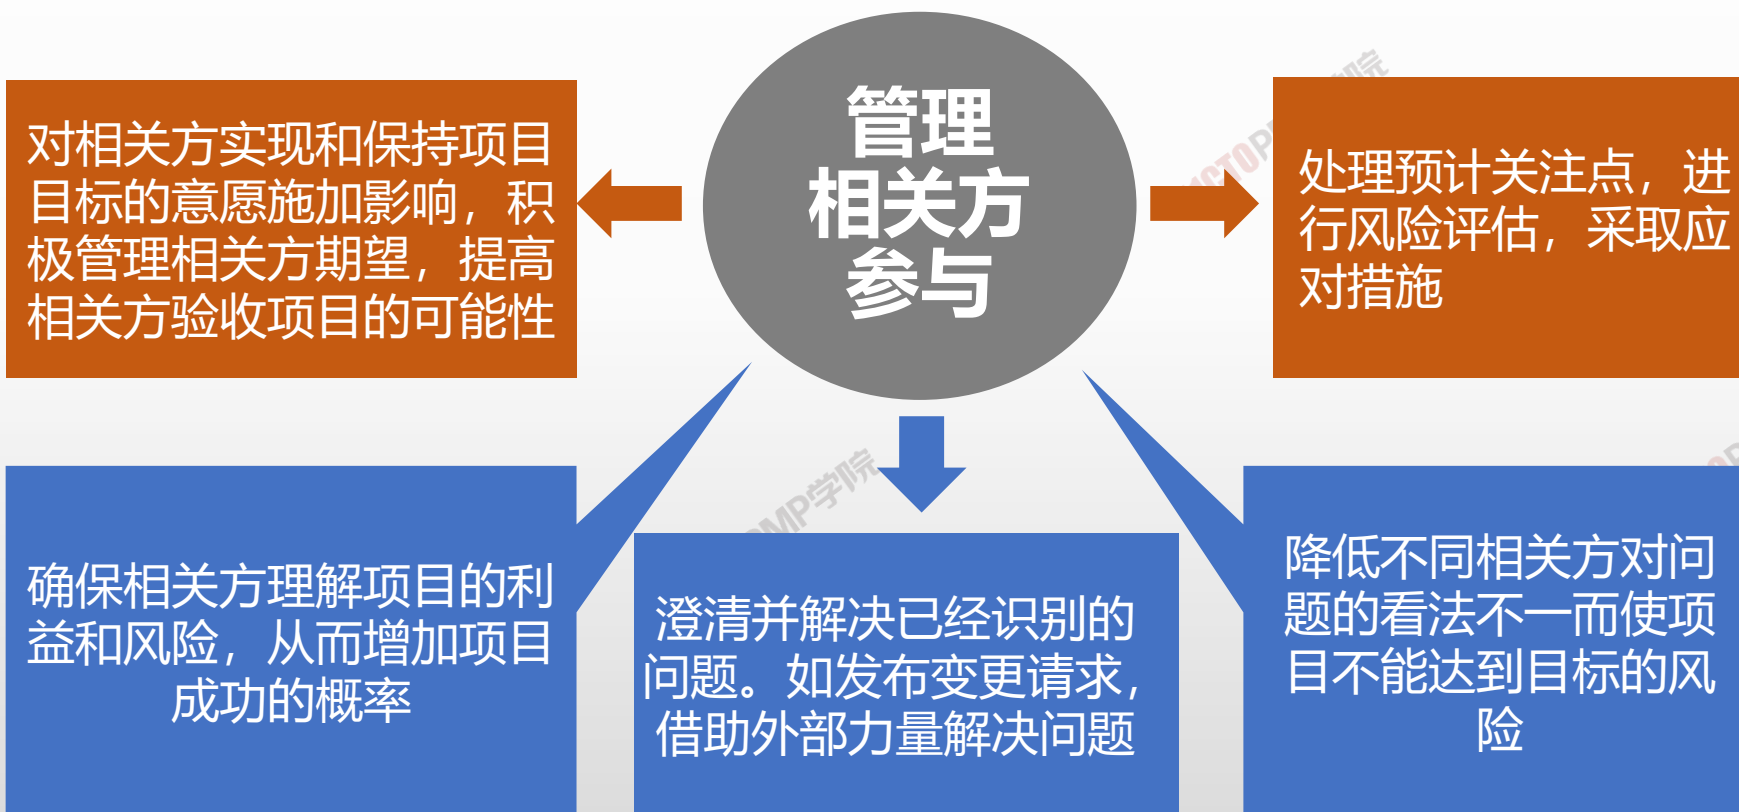 管理
相关方
参与
对相关方实现和保持项目
目标的意愿施加影响，积
极管理相关方期望，提高
相关方验收项目的可能性
处理预计关注点，进
行风险评估，采取应
对措施
确保相关方理解项目的利
益和风险，从而增加项目
成功的概率
澄清并解决已经识别的
问题。如发布变更请求，
借助外部力量解决问题
降低不同相关方对问
题的看法不一而使项
目不能达到目标的风
险
PMP学院